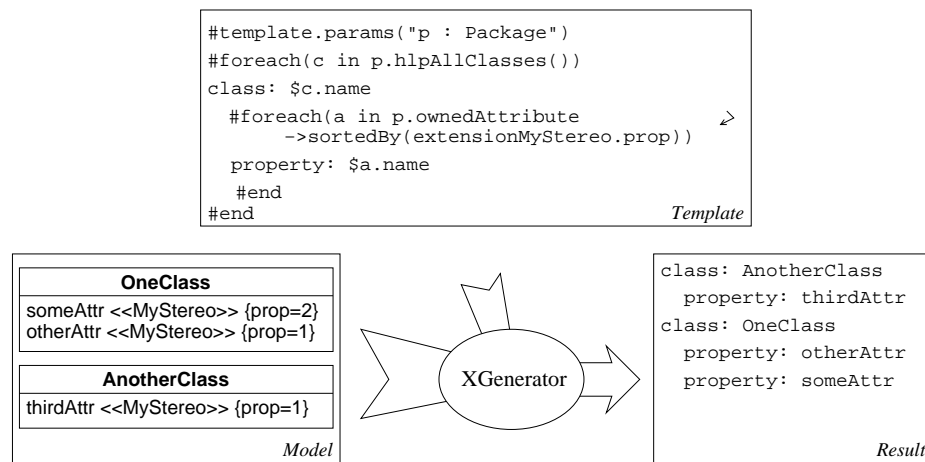 #template.params("p : Package")
#foreach(c in p.hlpAllClasses())
class: $c.name
#foreach(a in p.ownedAttribute
−>sortedBy(extensionMyStereo.prop))
property: $a.name
#end
#end
Template
OneClass
someAttr <<MyStereo>> {prop=2}
otherAttr <<MyStereo>> {prop=1}
AnotherClass
thirdAttr <<MyStereo>> {prop=1}
Model
XGenerator
class: AnotherClass
property: thirdAttr
class: OneClass
property: otherAttr
property: someAttr
Result